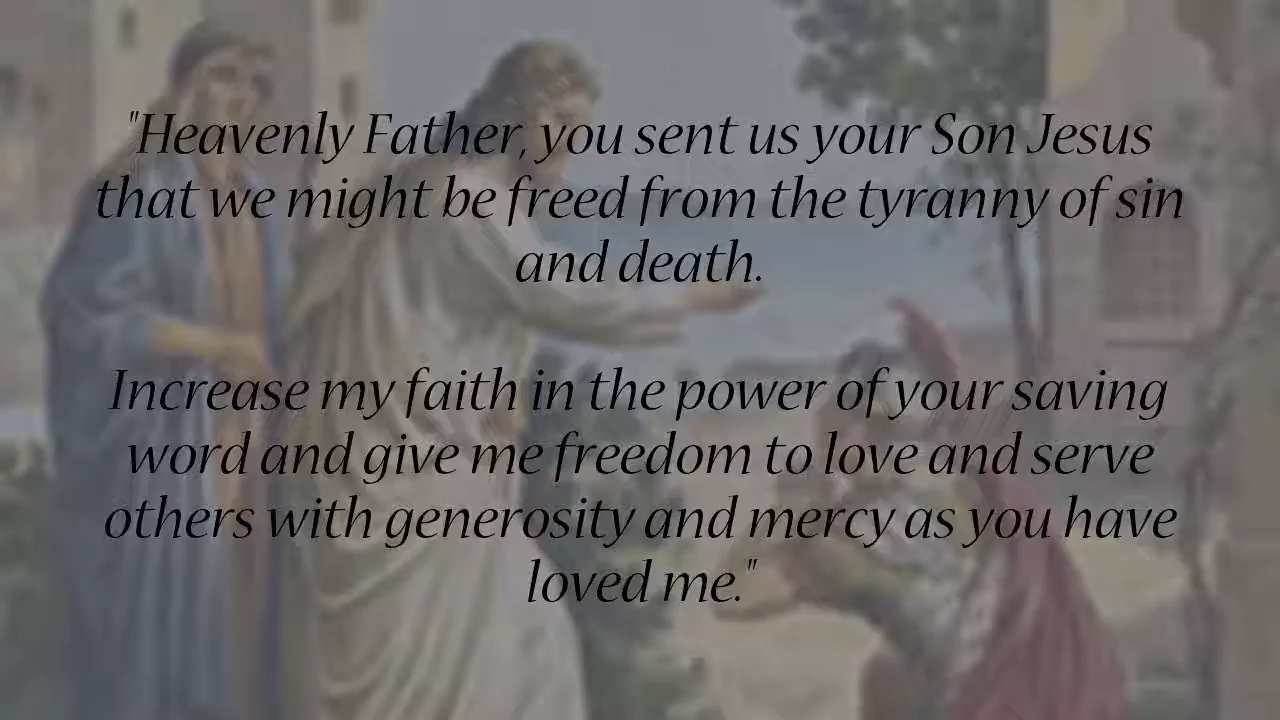 "Heavenly Father, you sent us your Son Jesus
that we might be freed from the tyranny of sin
and death.
Increase my faith in the power of your saving
word and give me freedom to love and serve
others with generosity and mercy as you have
loved me."